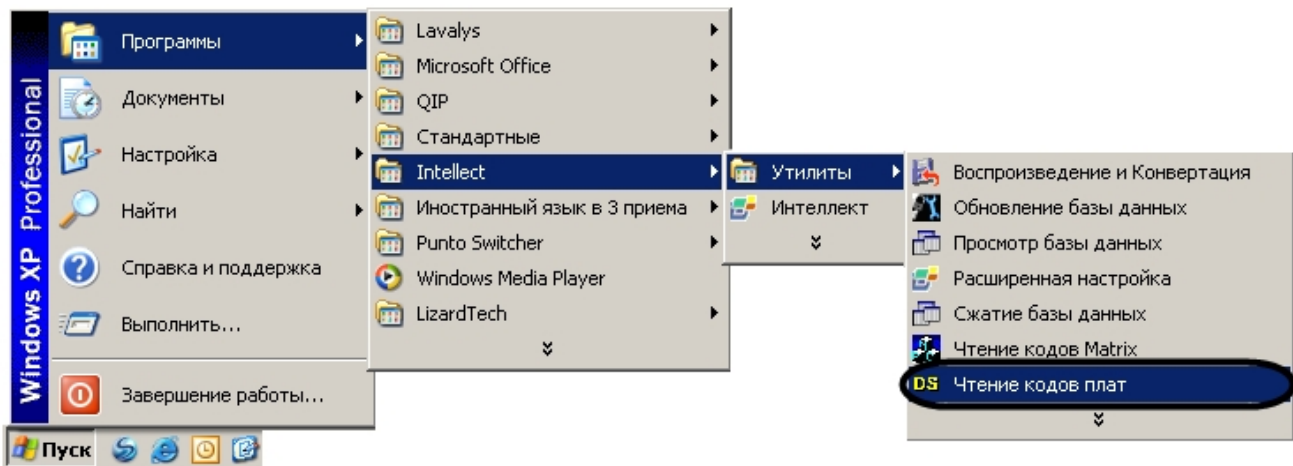 Windows XP Professional
Программы
Документы
Настройка
Найти
Справка и поддержка
Выполнить...
Завершение работы...
Пуск
Lavalys
Microsoft Office
QIP
Стандартные
Intellect
Иностранный язык в 3 приема
Punto Switcher
Windows Media Player
LizardTech
Утилиты
Интеллект
Воспроизведение и Конвертация
Обновление базы данных
Просмотр базы данных
Расширенная настройка
Сжатие базы данных
Чтение кодов Matrix
DS Чтение кодов плат